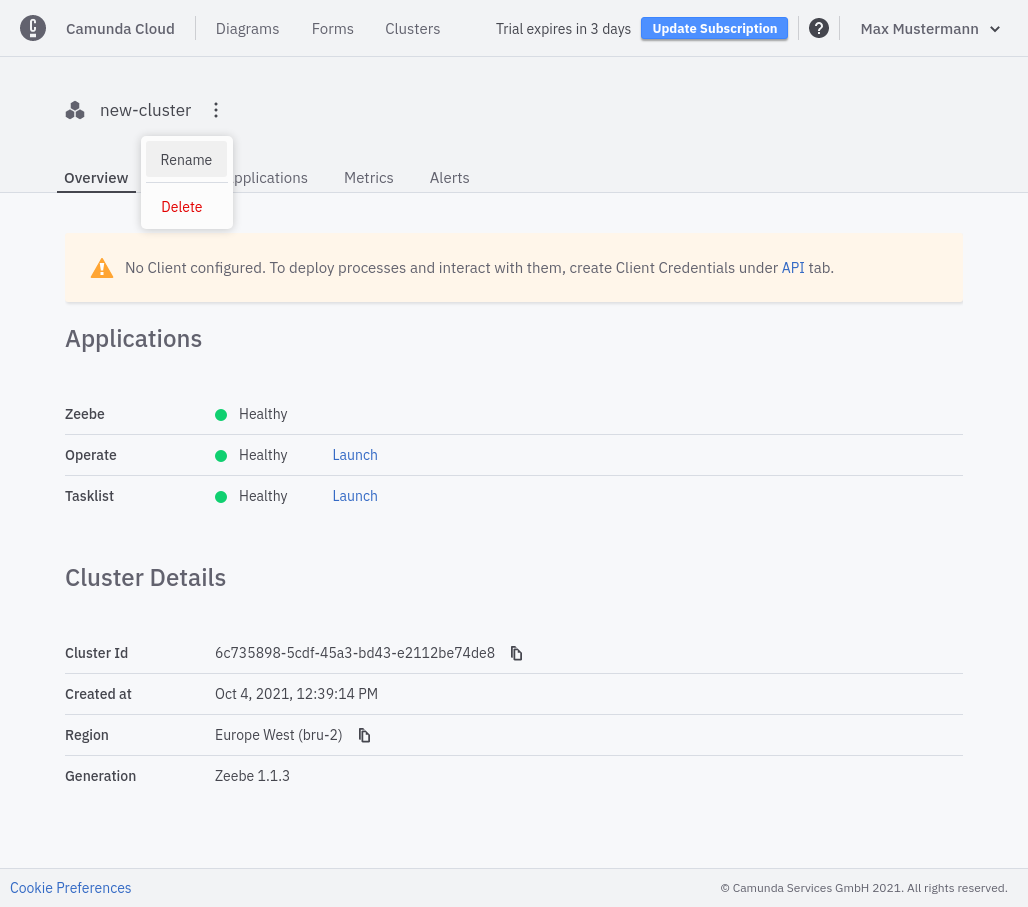 Camunda Cloud Diagrams Forms Clusters Trial expires in 3 days Update Subscription ? Max Mustermann
new-cluster
Rename
Overview pplications Metrics Alerts
Delete
No Client configured. To deploy processes and interact with them, create Client Credentials under API tab.
Applications
Zeebe Healthy
Operate Healthy Launch
Tasklist Healthy Launch
Cluster Details
Cluster Id 6c735898-5cdf-45a3-bd43-e2112be74de8
Created at Oct 4, 2021, 12:39:14 PM
Region Europe West (bru-2)
Generation Zeebe 1.1.3
Cookie Preferences © Camunda Services GmbH 2021. All rights reserved.